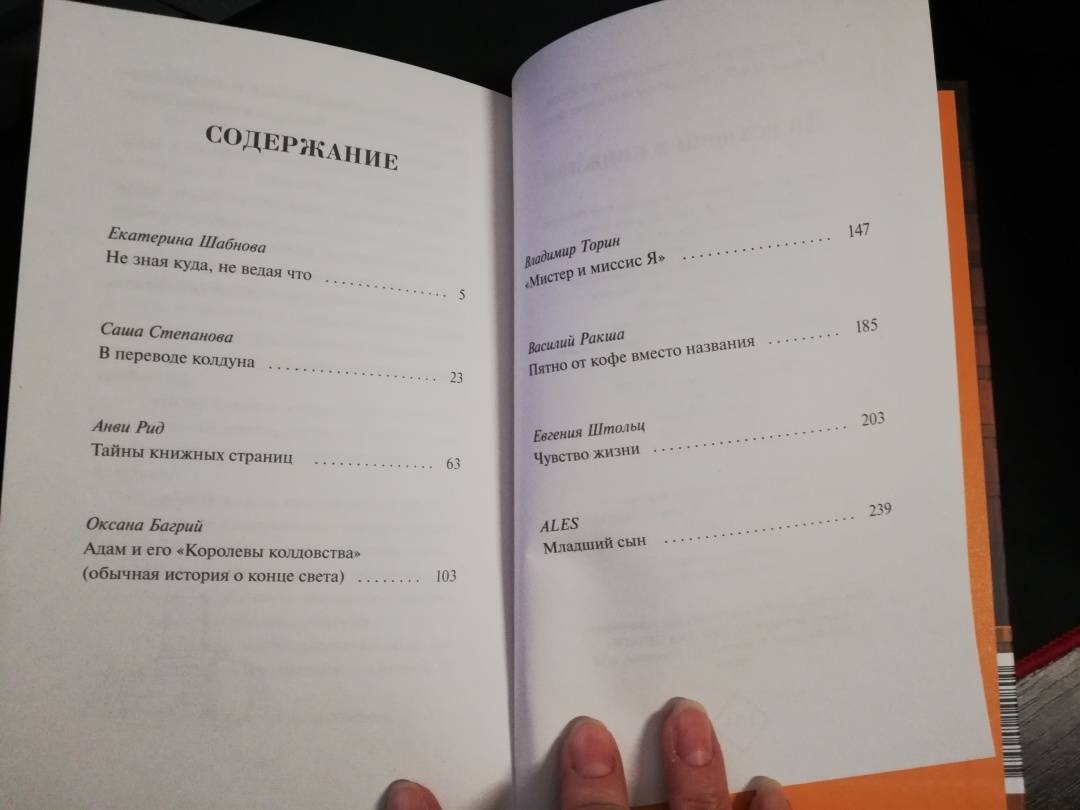 СОДЕРЖАНИЕ
Екатерина Шабнова
Не зная куда, не ведая что ................ 5
Саша Степанова
В переводе колдуна ...................... 23
Анви Рид
Тайны книжных страниц ................ 63
Оксана Багрий
Адам и его «Королевы колдовства»
(обычная история о конце света) ........ 103
Владимир Торин
«Мистер и миссис Я» .................... 147
Василий Ракша
Пятно от кофе вместо названия ......... 185
Евгения Штольц
Чувство жизни .......................... 203
ALES
Младший сын .......................... 239